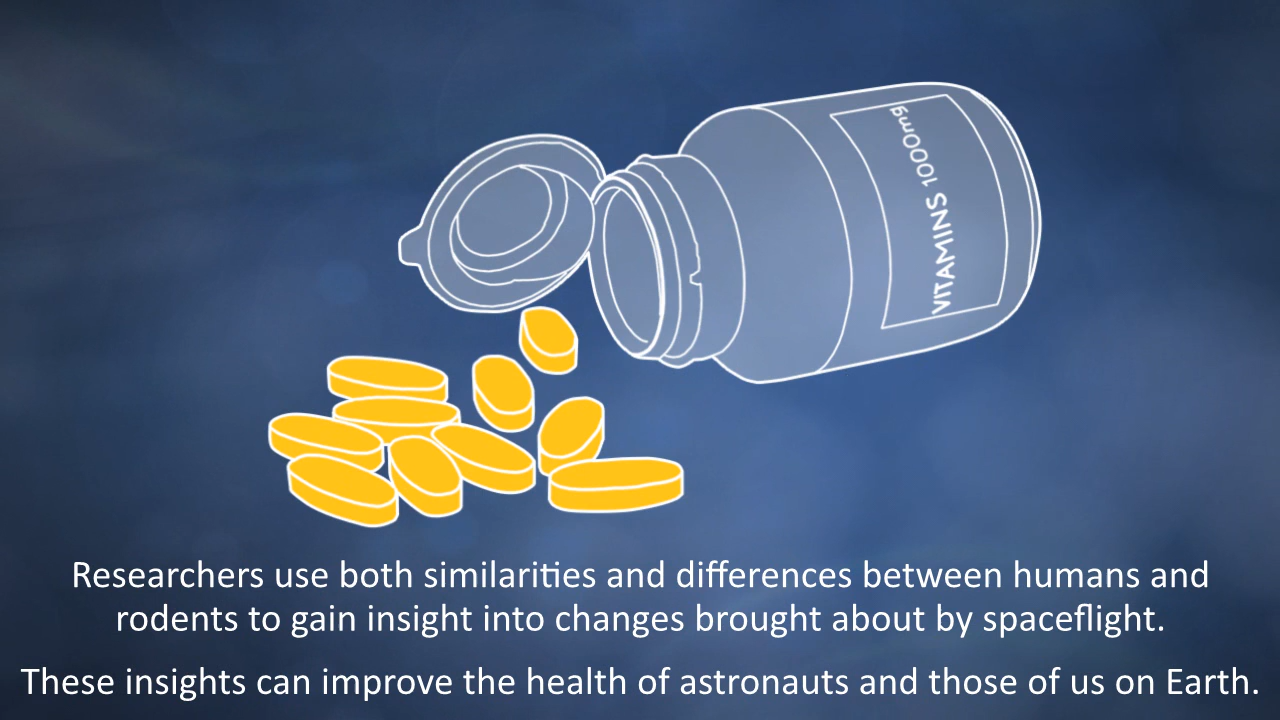 VITAMINS 10000mg
Researchers use both similarities and differences between humans and
rodents to gain insight into changes brought about by spaceflight.
These insights can improve the health of astronauts and those of us on Earth.